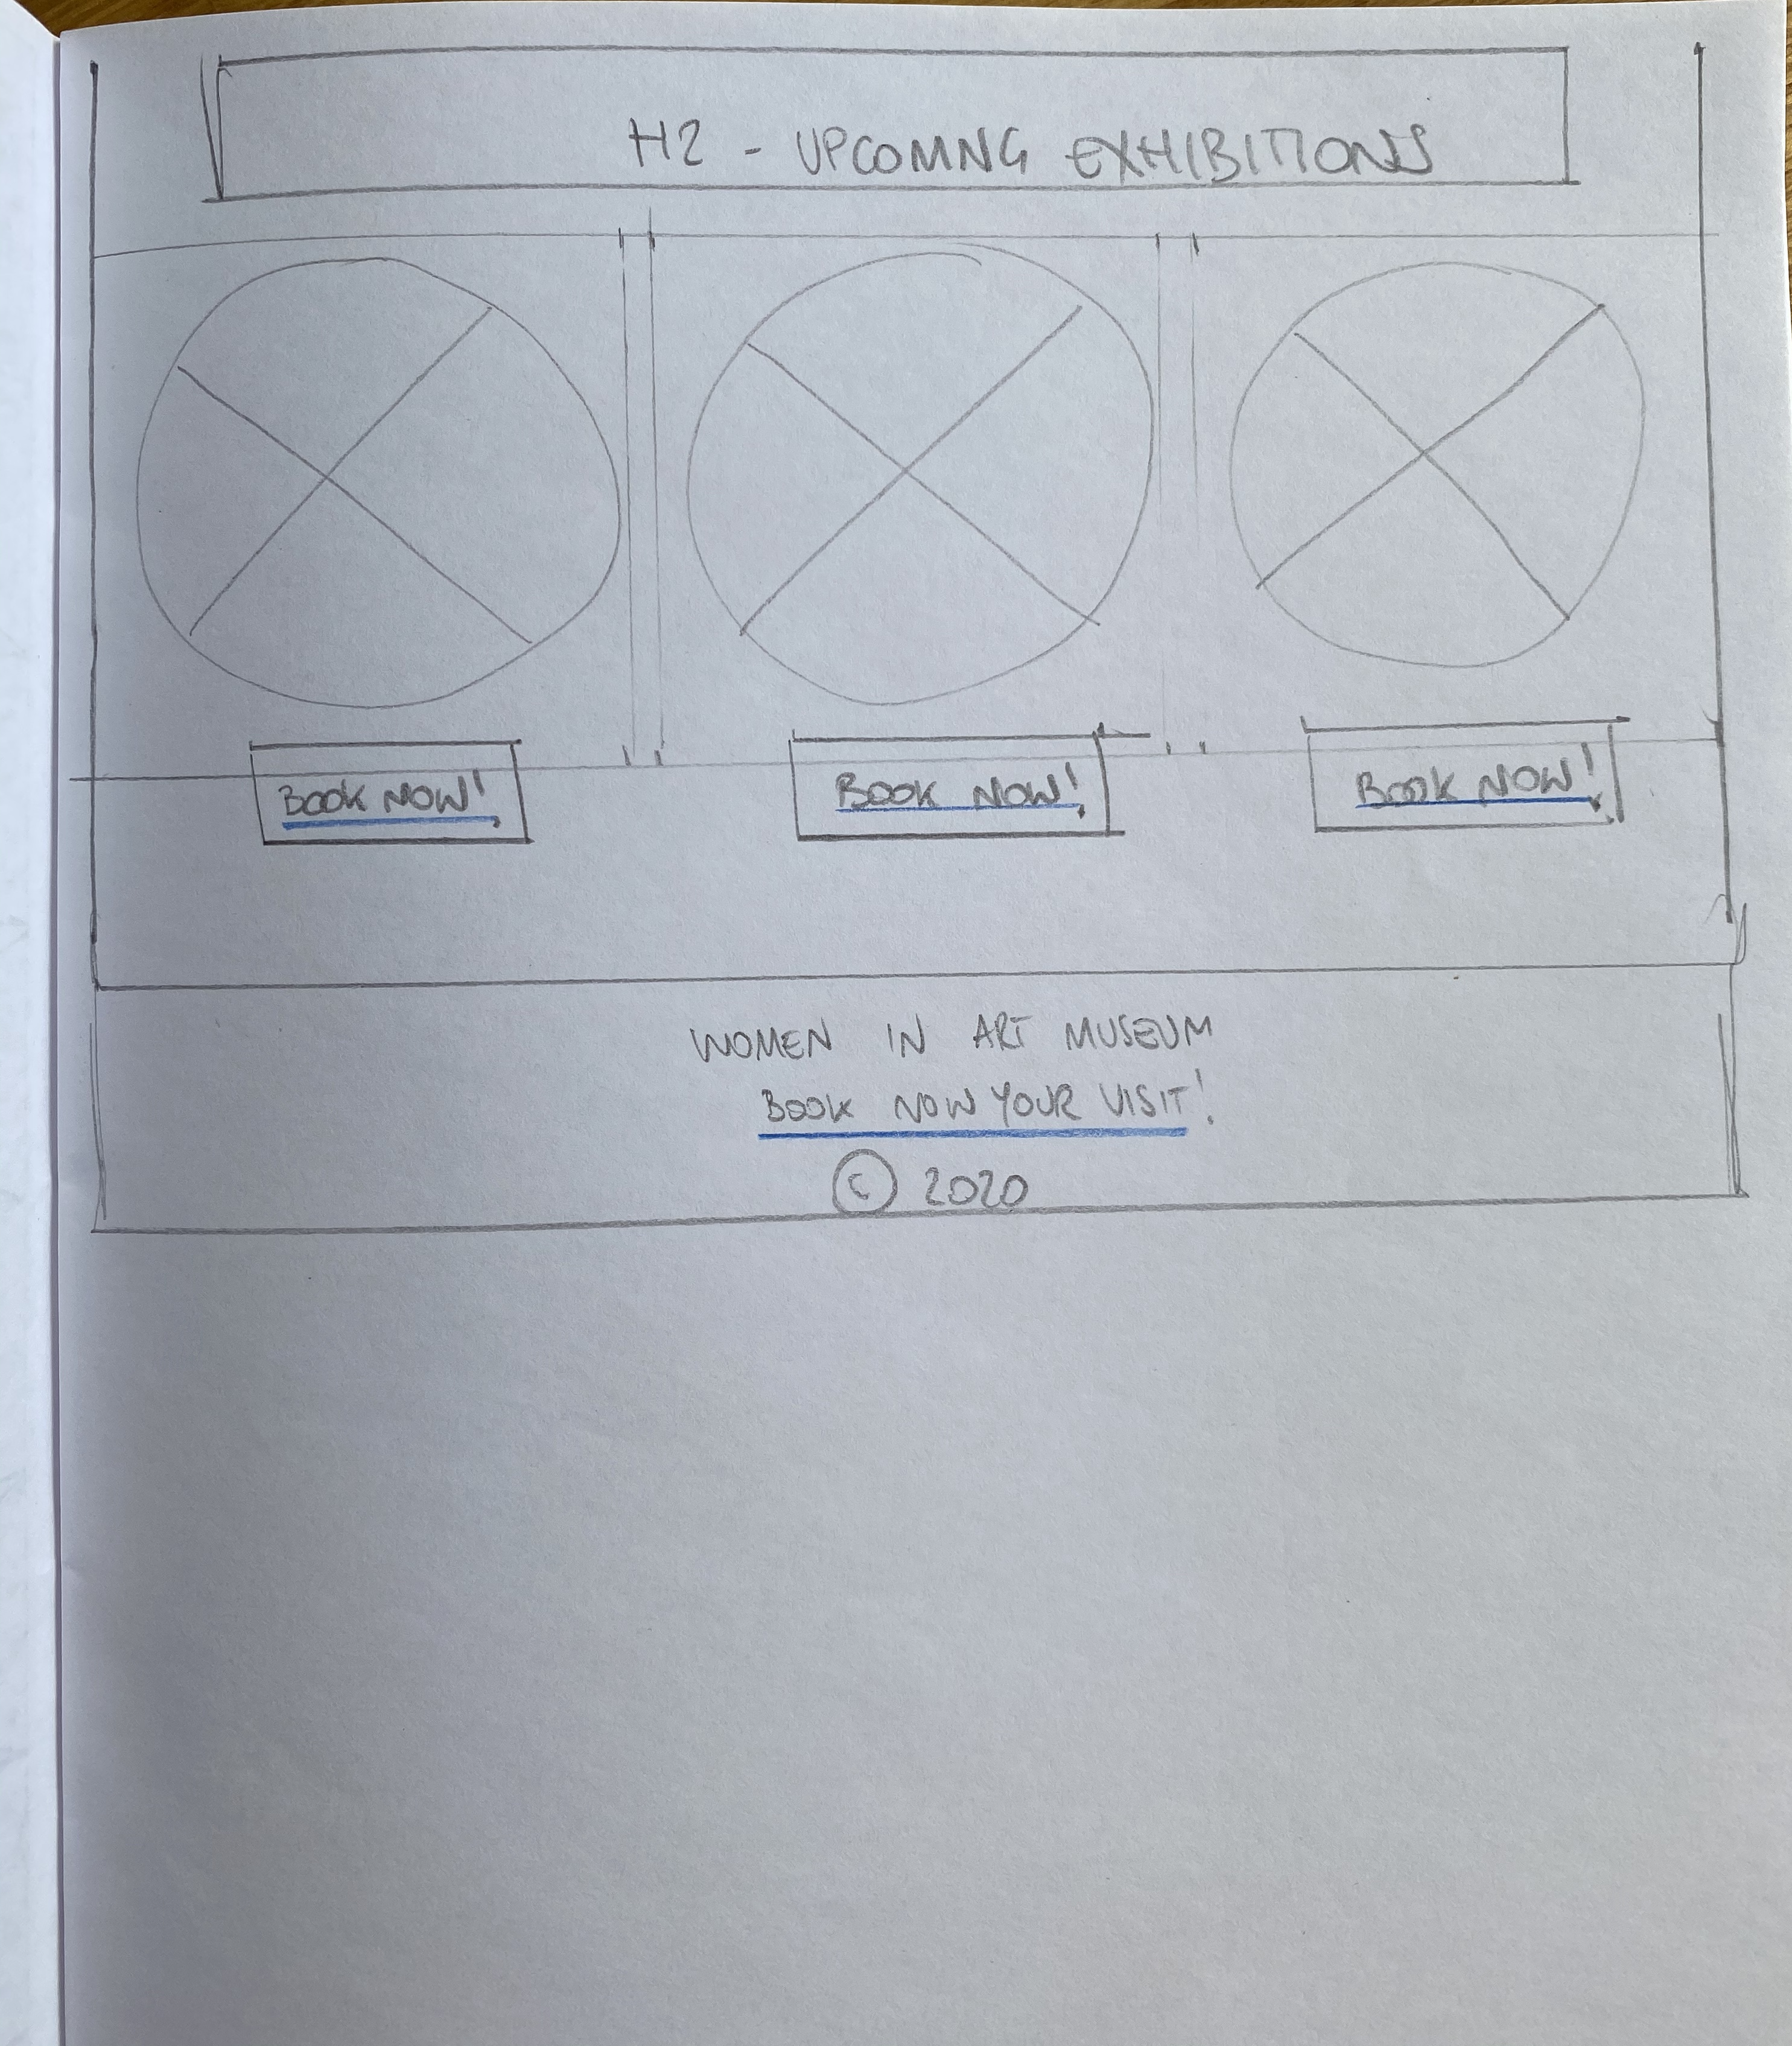 H2 - UPCOMNG EXHIBITIONS
BOOK NOW! BOOK NOW! BOOK NOW!
WOMEN IN ART MUSEUM
BOOK NOW YOUR VISIT!
© 2020